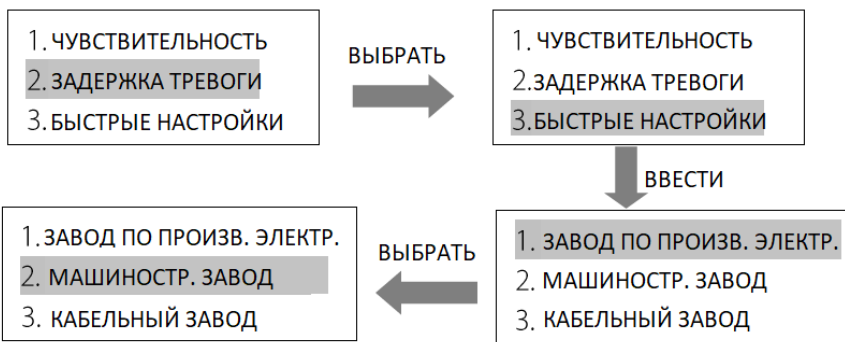 1. ЧУВСТВИТЕЛЬНОСТЬ
2. ЗАДЕРЖКА ТРЕВОГИ
3. БЫСТРЫЕ НАСТРОЙКИ
ВЫБРАТЬ
1. ЧУВСТВИТЕЛЬНОСТЬ
2.ЗАДЕРЖКА ТРЕВОГИ
3.БЫСТРЫЕ НАСТРОЙКИ
ВВЕСТИ
1. ЗАВОД ПО ПРОИЗВ. ЭЛЕКТР.
2. МАШИНОСТР. ЗАВОД
3. КАБЕЛЬНЫЙ ЗАВОД
ВЫБРАТЬ
1. ЗАВОД ПО ПРОИЗВ. ЭЛЕКТР.
2. МАШИНОСТР. ЗАВОД
3. КАБЕЛЬНЫЙ ЗАВОД